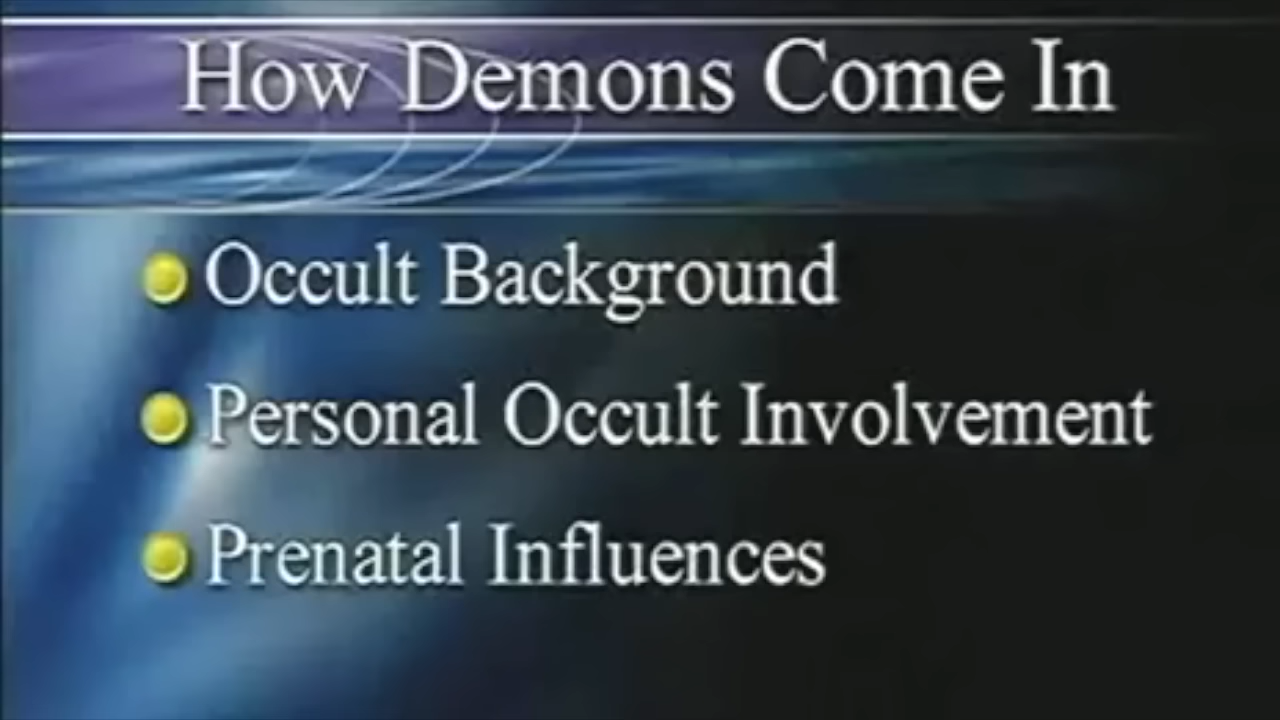 How Demons Come In
Occult Background
Personal Occult Involvement
Prenatal Influences